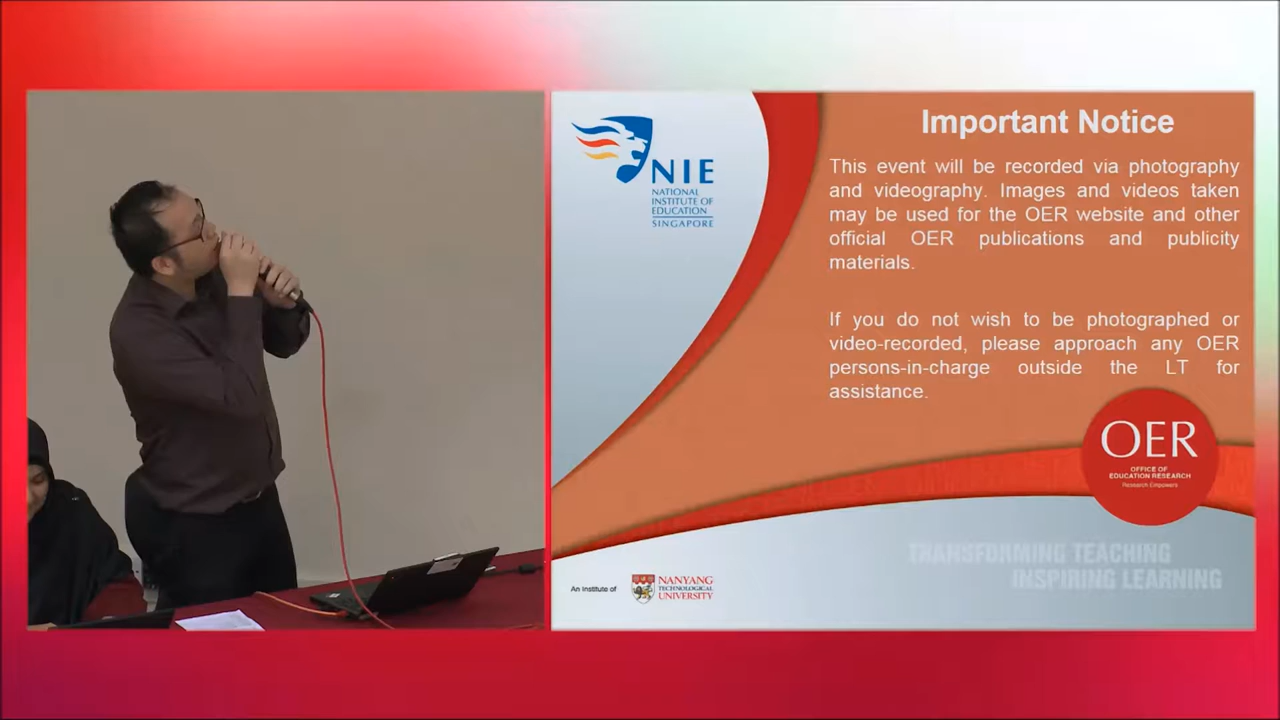 NIE
NATIONAL
INSTITUTE OF
EDUCATION
SINGAPORE
Important Notice
This event will be recorded via photography
and videography. Images and videos taken
may be used for the OER website and other
official OER publications and publicity
materials.
If you do not wish to be photographed or
video-recorded, please approach any OER
persons-in-charge outside the LT for
assistance.
OER
OFFICE OF
EDUCATION RESEARCH
Research Empowers
TRANSFORMING TEACHING
INSPIRING LEARNING
An Institute of
NANYANG
TECHNOLOGICAL
UNIVERSITY